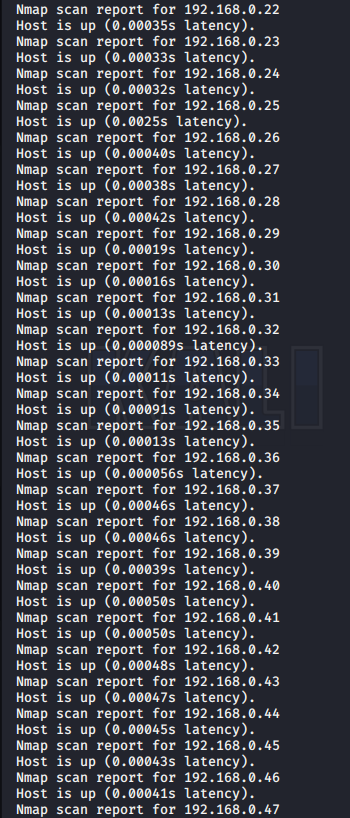 Nmap scan report for 192.168.0.22
Host is up (0.00035s latency).
Nmap scan report for 192.168.0.23
Host is up (0.00033s latency).
Nmap scan report for 192.168.0.24
Host is up (0.00032s latency).
Nmap scan report for 192.168.0.25
Host is up (0.0025s latency).
Nmap scan report for 192.168.0.26
Host is up (0.00040s latency).
Nmap scan report for 192.168.0.27
Host is up (0.00038s latency).
Nmap scan report for 192.168.0.28
Host is up (0.00042s latency).
Nmap scan report for 192.168.0.29
Host is up (0.00019s latency).
Nmap scan report for 192.168.0.30
Host is up (0.00016s latency).
Nmap scan report for 192.168.0.31
Host is up (0.00013s latency).
Nmap scan report for 192.168.0.32
Host is up (0.000089s latency).
Nmap scan report for 192.168.0.33
Host is up (0.00011s latency).
Nmap scan report for 192.168.0.34
Host is up (0.00091s latency).
Nmap scan report for 192.168.0.35
Host is up (0.00013s latency).
Nmap scan report for 192.168.0.36
Host is up (0.000056s latency).
Nmap scan report for 192.168.0.37
Host is up (0.00046s latency).
Nmap scan report for 192.168.0.38
Host is up (0.00046s latency).
Nmap scan report for 192.168.0.39
Host is up (0.00039s latency).
Nmap scan report for 192.168.0.40
Host is up (0.00050s latency).
Nmap scan report for 192.168.0.41
Host is up (0.00050s latency).
Nmap scan report for 192.168.0.42
Host is up (0.00048s latency).
Nmap scan report for 192.168.0.43
Host is up (0.00047s latency).
Nmap scan report for 192.168.0.44
Host is up (0.00045s latency).
Nmap scan report for 192.168.0.45
Host is up (0.00043s latency).
Nmap scan report for 192.168.0.46
Host is up (0.00041s latency).
Nmap scan report for 192.168.0.47